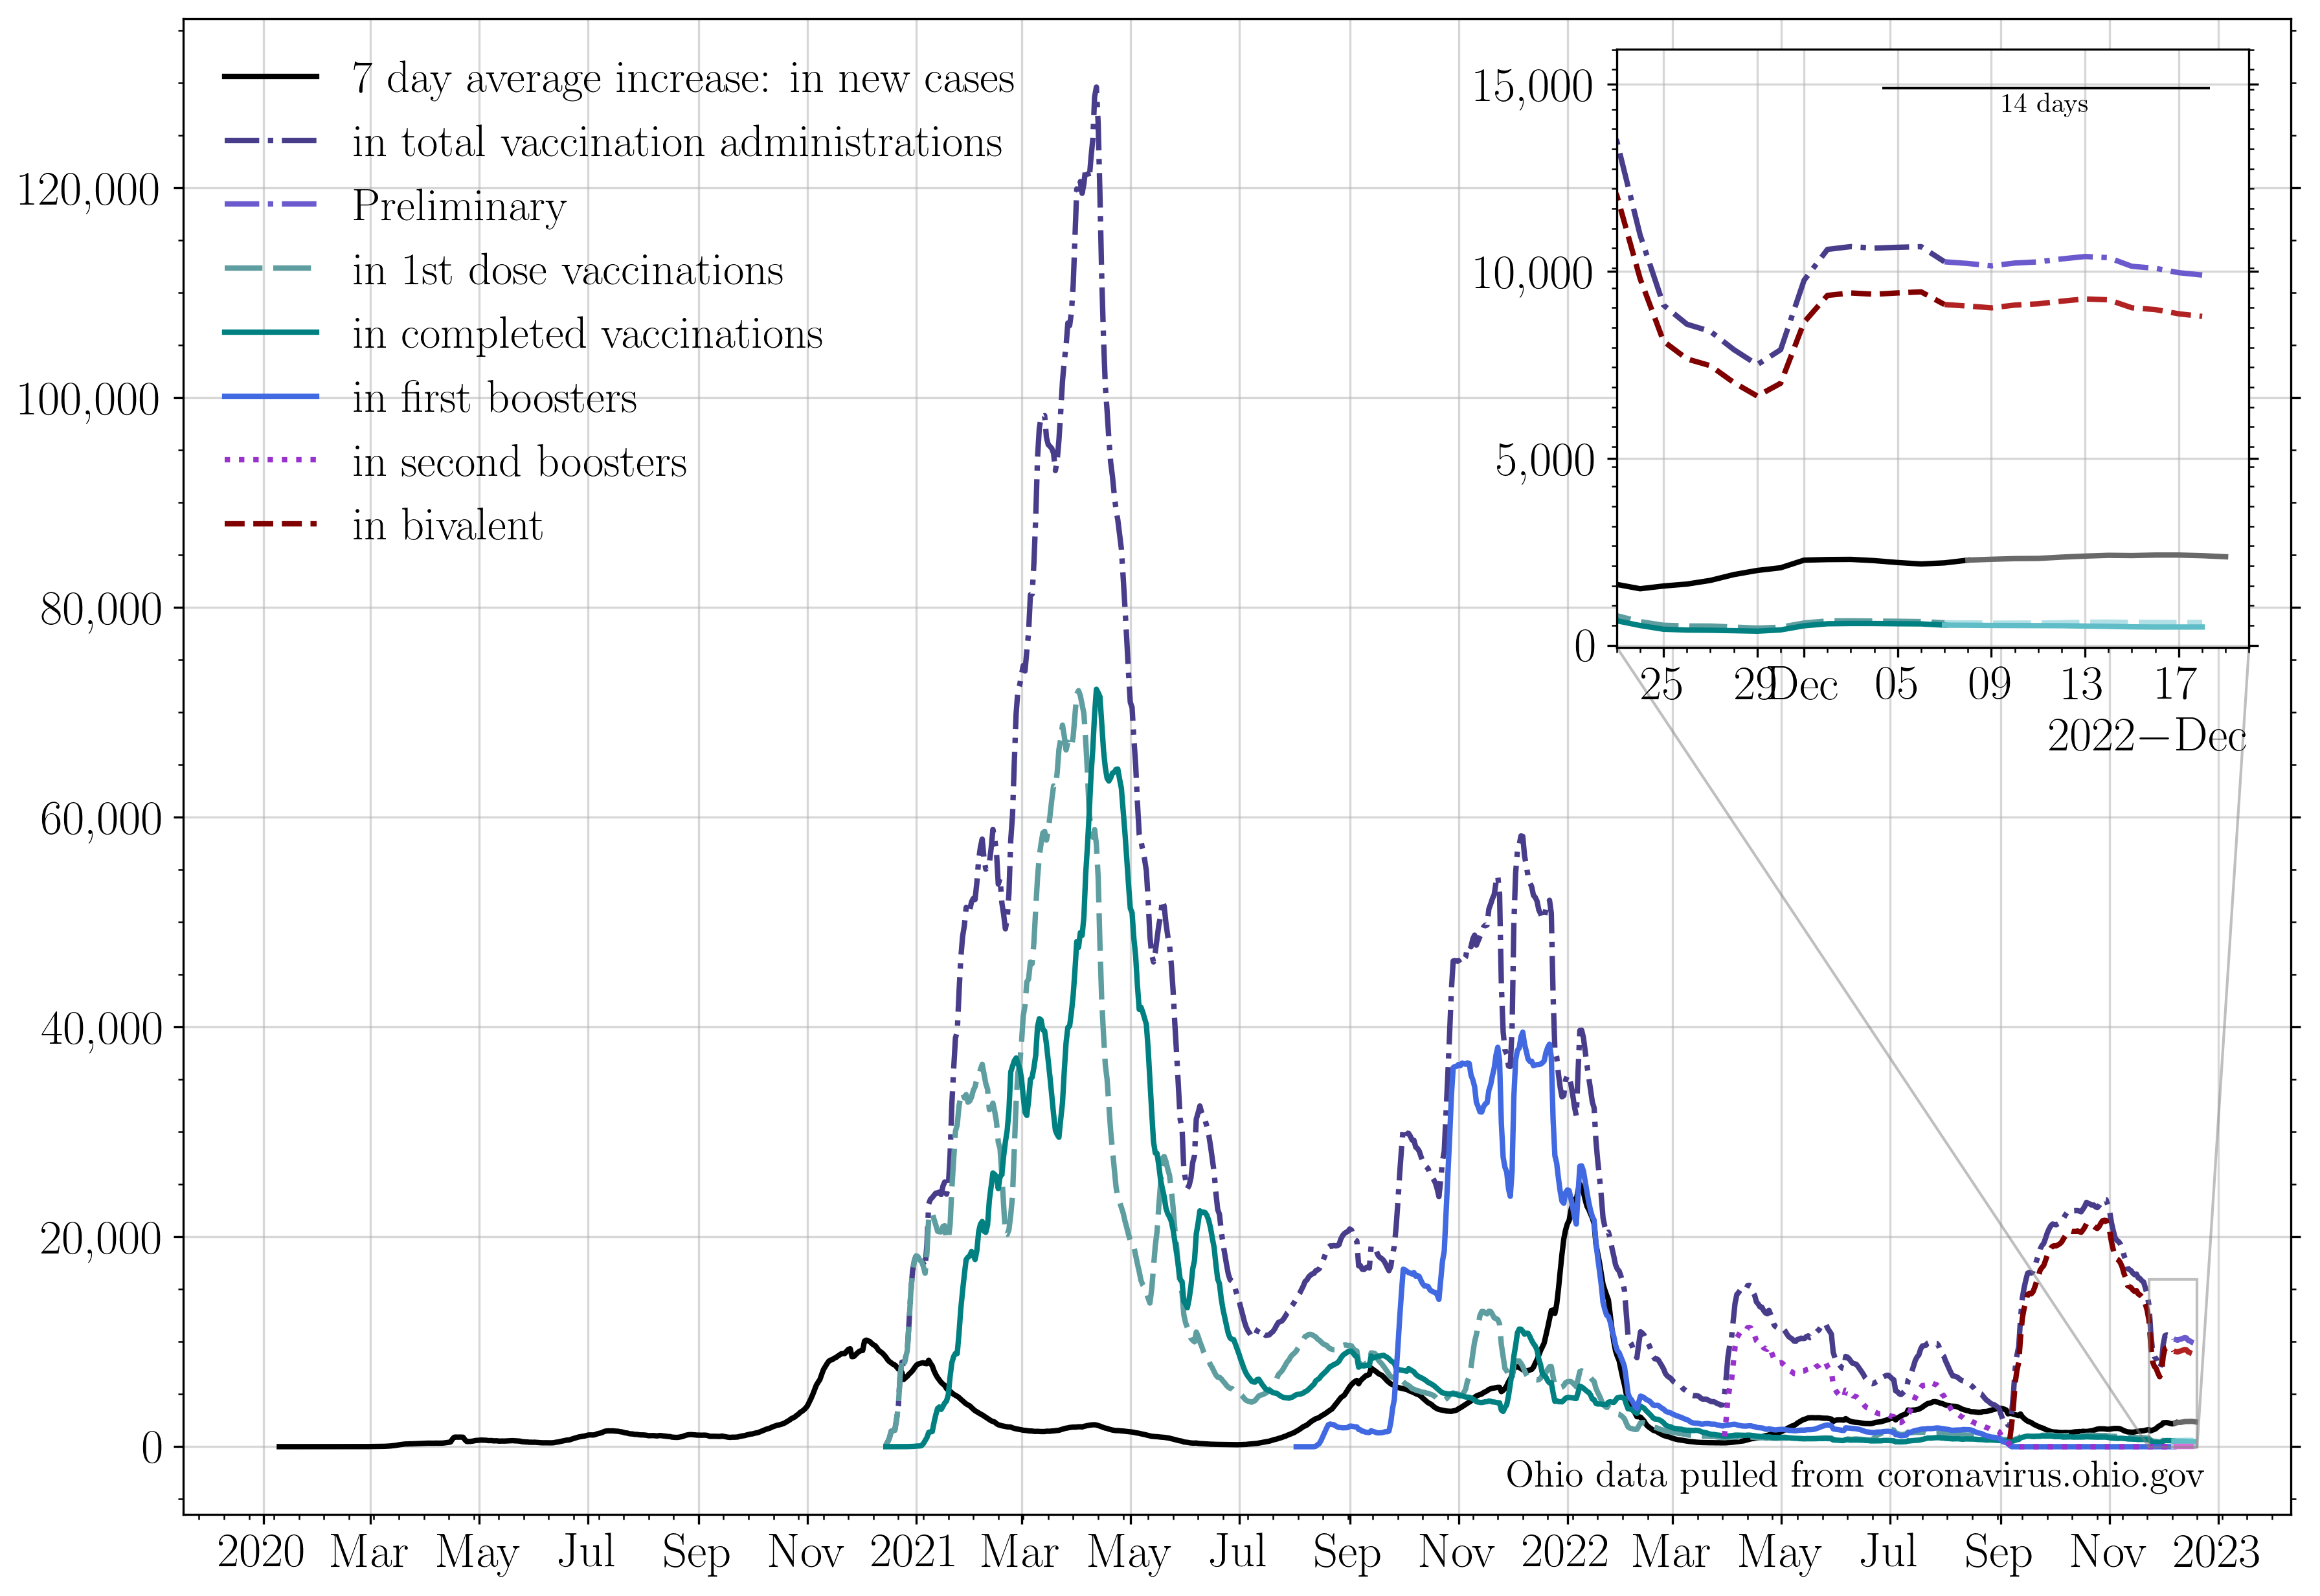 7 day average increase: in new cases
in total vaccination administrations
Preliminary
in 1st dose vaccinations
in completed vaccinations
in first boosters
in second boosters
in bivalent
120,000
100,000
80,000
60,000
40,000
20,000
0
15,000
10,000
5,000
0
14 days
25 29 Dec 05 09 13 17
2022−Dec
Ohio data pulled from coronavirus.ohio.gov
2020 Mar May Jul Sep Nov 2021 Mar May Jul Sep Nov 2022 Mar May Jul Sep Nov 2023